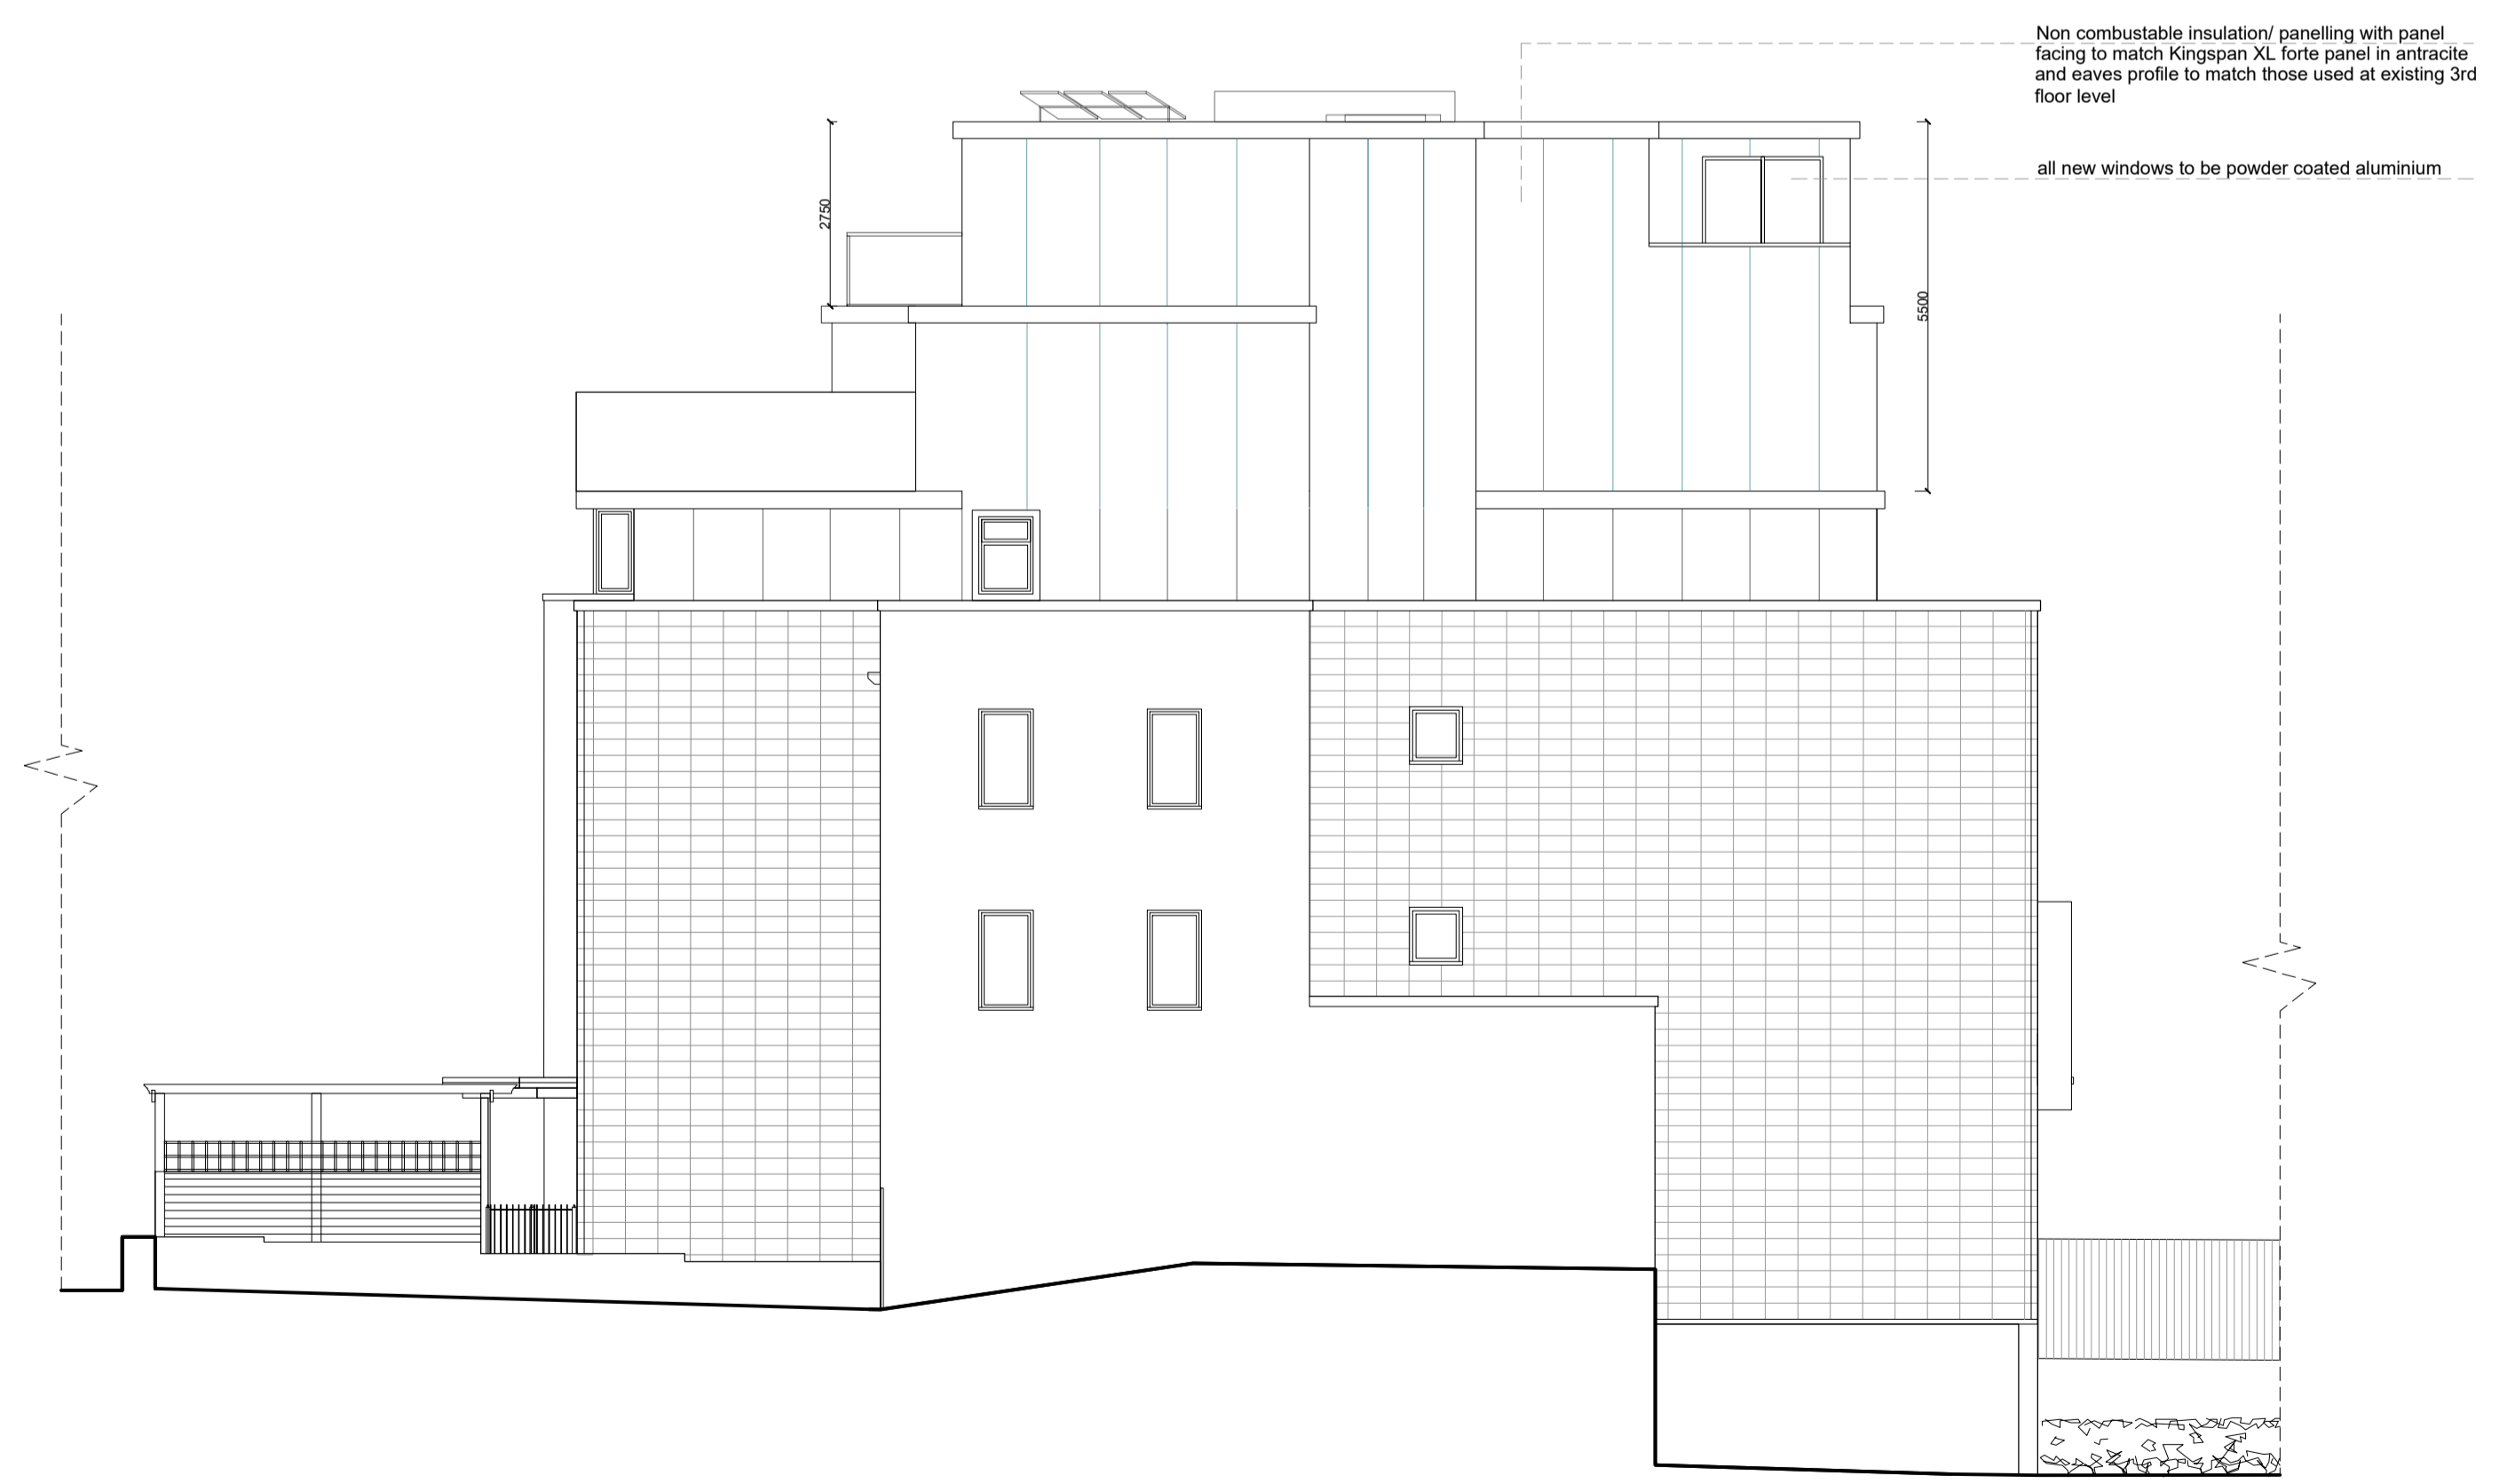 Non combustable insulation/ panelling with panel
facing to match Kingspan XL forte panel in antracite
and eaves profile to match those used at existing 3rd
floor level
all new windows to be powder coated aluminium
2750
5500